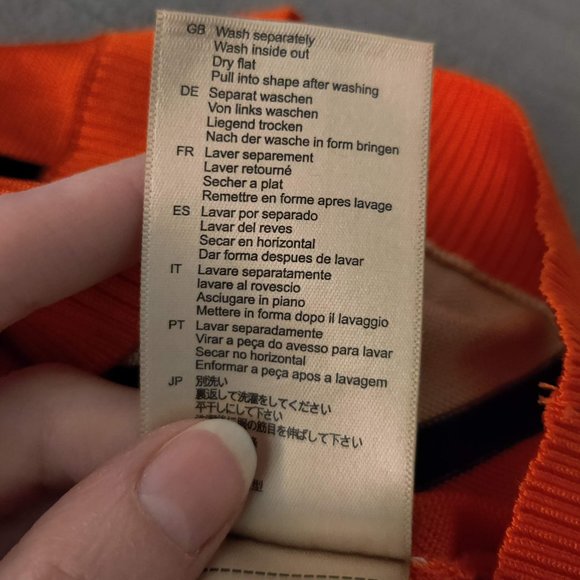 GB Wash separately
Wash inside out
Dry flat
Pull into shape after washing
DE Separat waschen
Von links waschen
Liegend trocken
Nach der wasche in form bringen
FR Laver separement
Laver retourné
Secher a plat
Remettre en forme apres lavage
ES Lavar por separado
Lavar del reves
Secar en horizontal
Dar forma despues de lavar
IT Lavare separatamente
lavare al rovescio
Asciugare in piano
Mettere in forma dopo il lavaggio
PT Lavar separadamente
Virar a peça do avesso para lavar
Secar no horizontal
Enformar a peça apos a lavagem
JP 別洗い
裏返して洗濯をしてください
平干しにして下さい
の筋目を伸ばして下さい
型